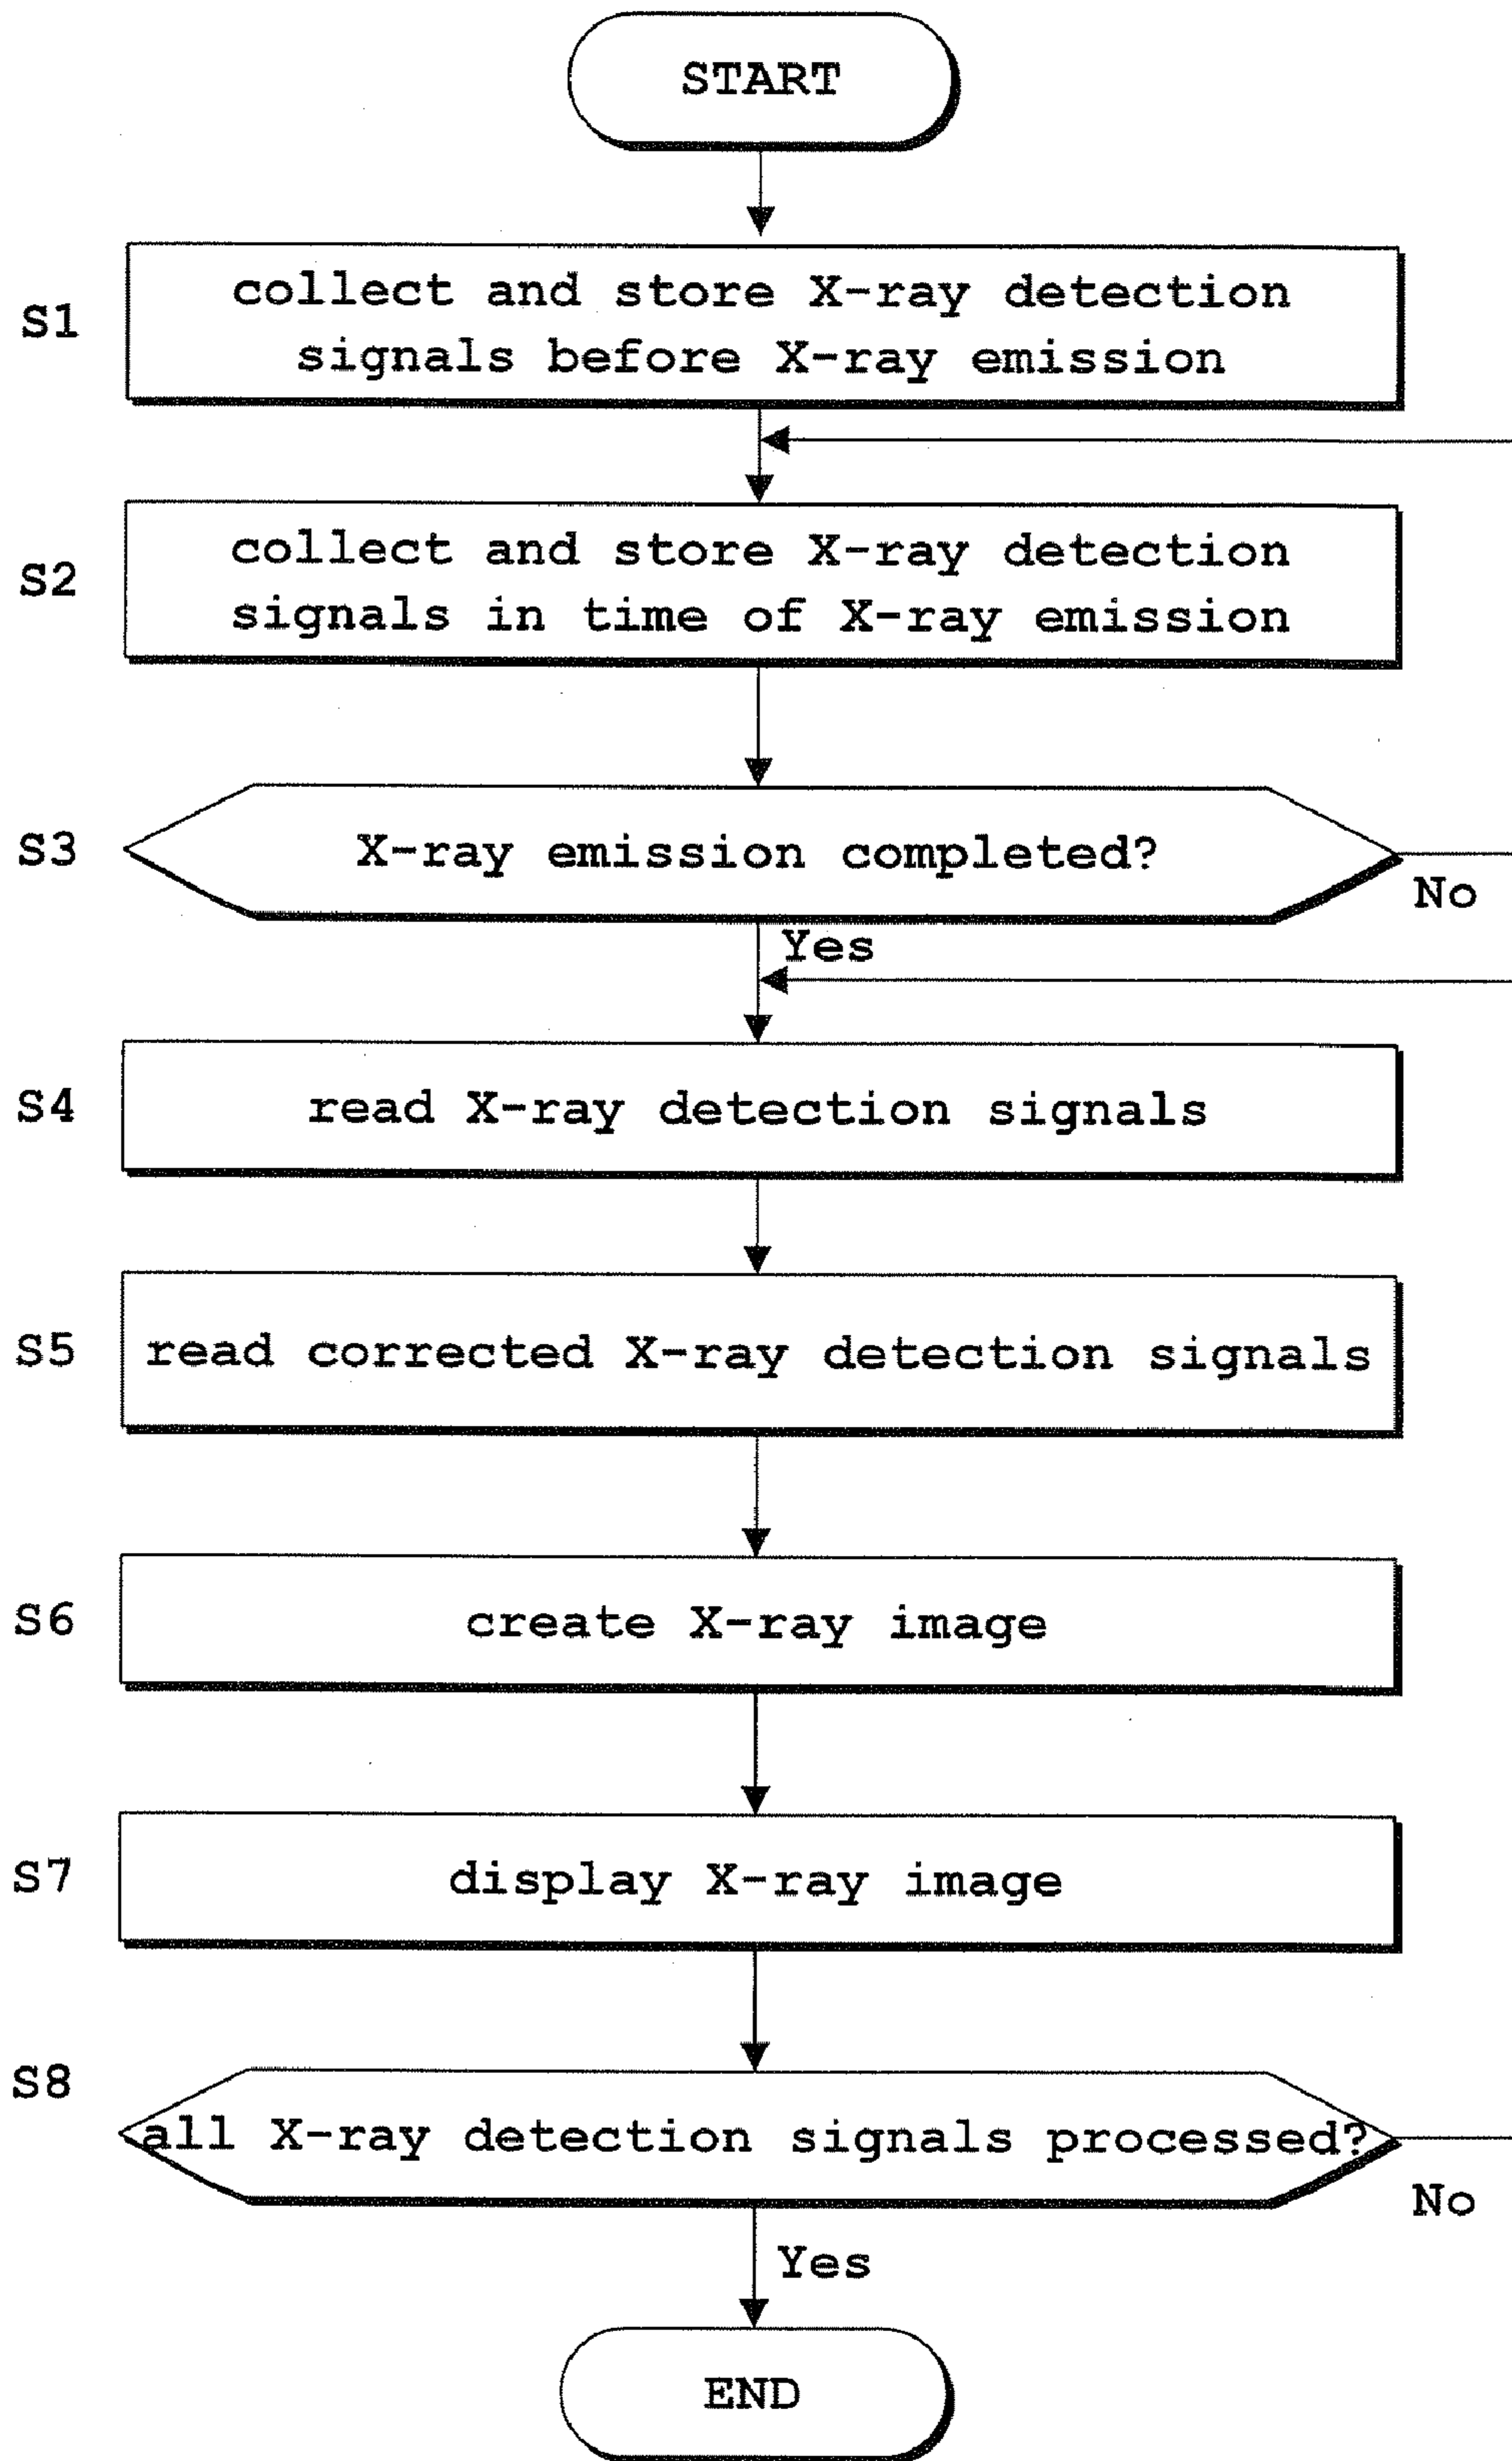 START
S1
collect and store X-ray detection
signals before X-ray emission
S2
collect and store X-ray detection
signals in time of X-ray emission
S3
X-ray emission completed?
No
Yes
S4
read X-ray detection signals
S5
read corrected X-ray detection signals
S6
create X-ray image
S7
display X-ray image
S8
all X-ray detection signals processed?
No
Yes
END